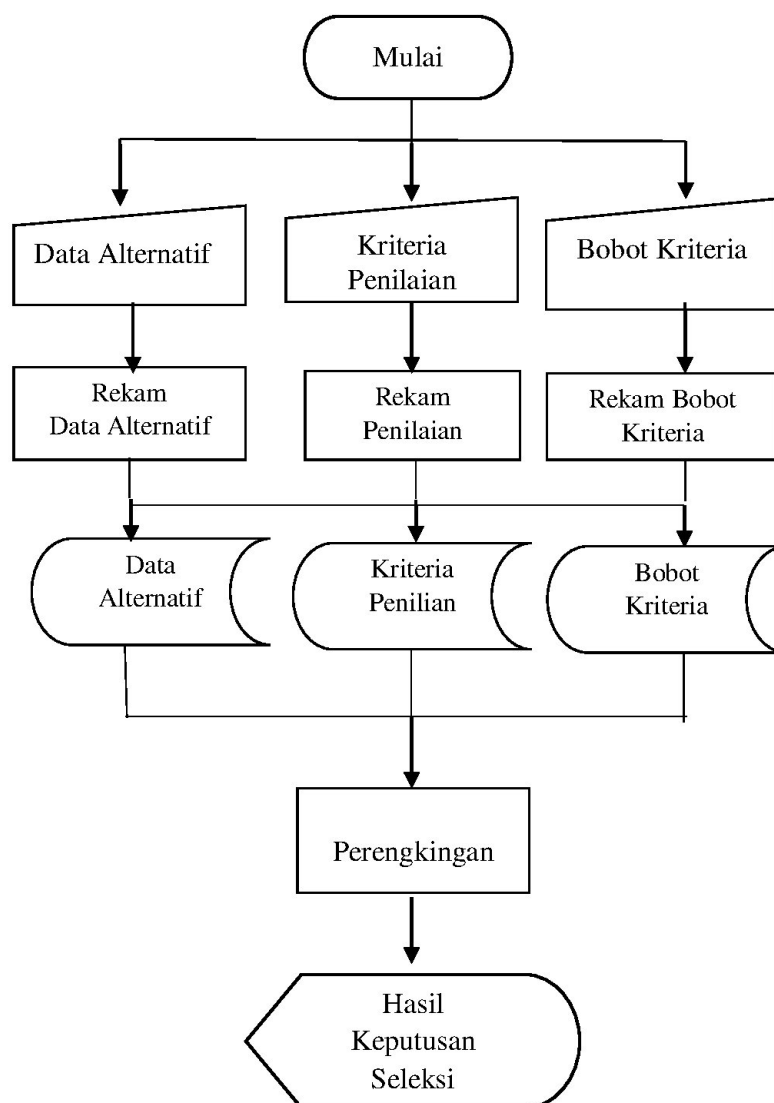 Mulai
Data Alternatif
Kriteria
Penilaian
Bobot Kriteria
Rekam
Data Alternatif
Rekam
Penilaian
Rekam Bobot
Kriteria
Data
Alternatif
Kriteria
Penilian
Bobot
Kriteria
Perengkingan
Hasil
Keputusan
Seleksi